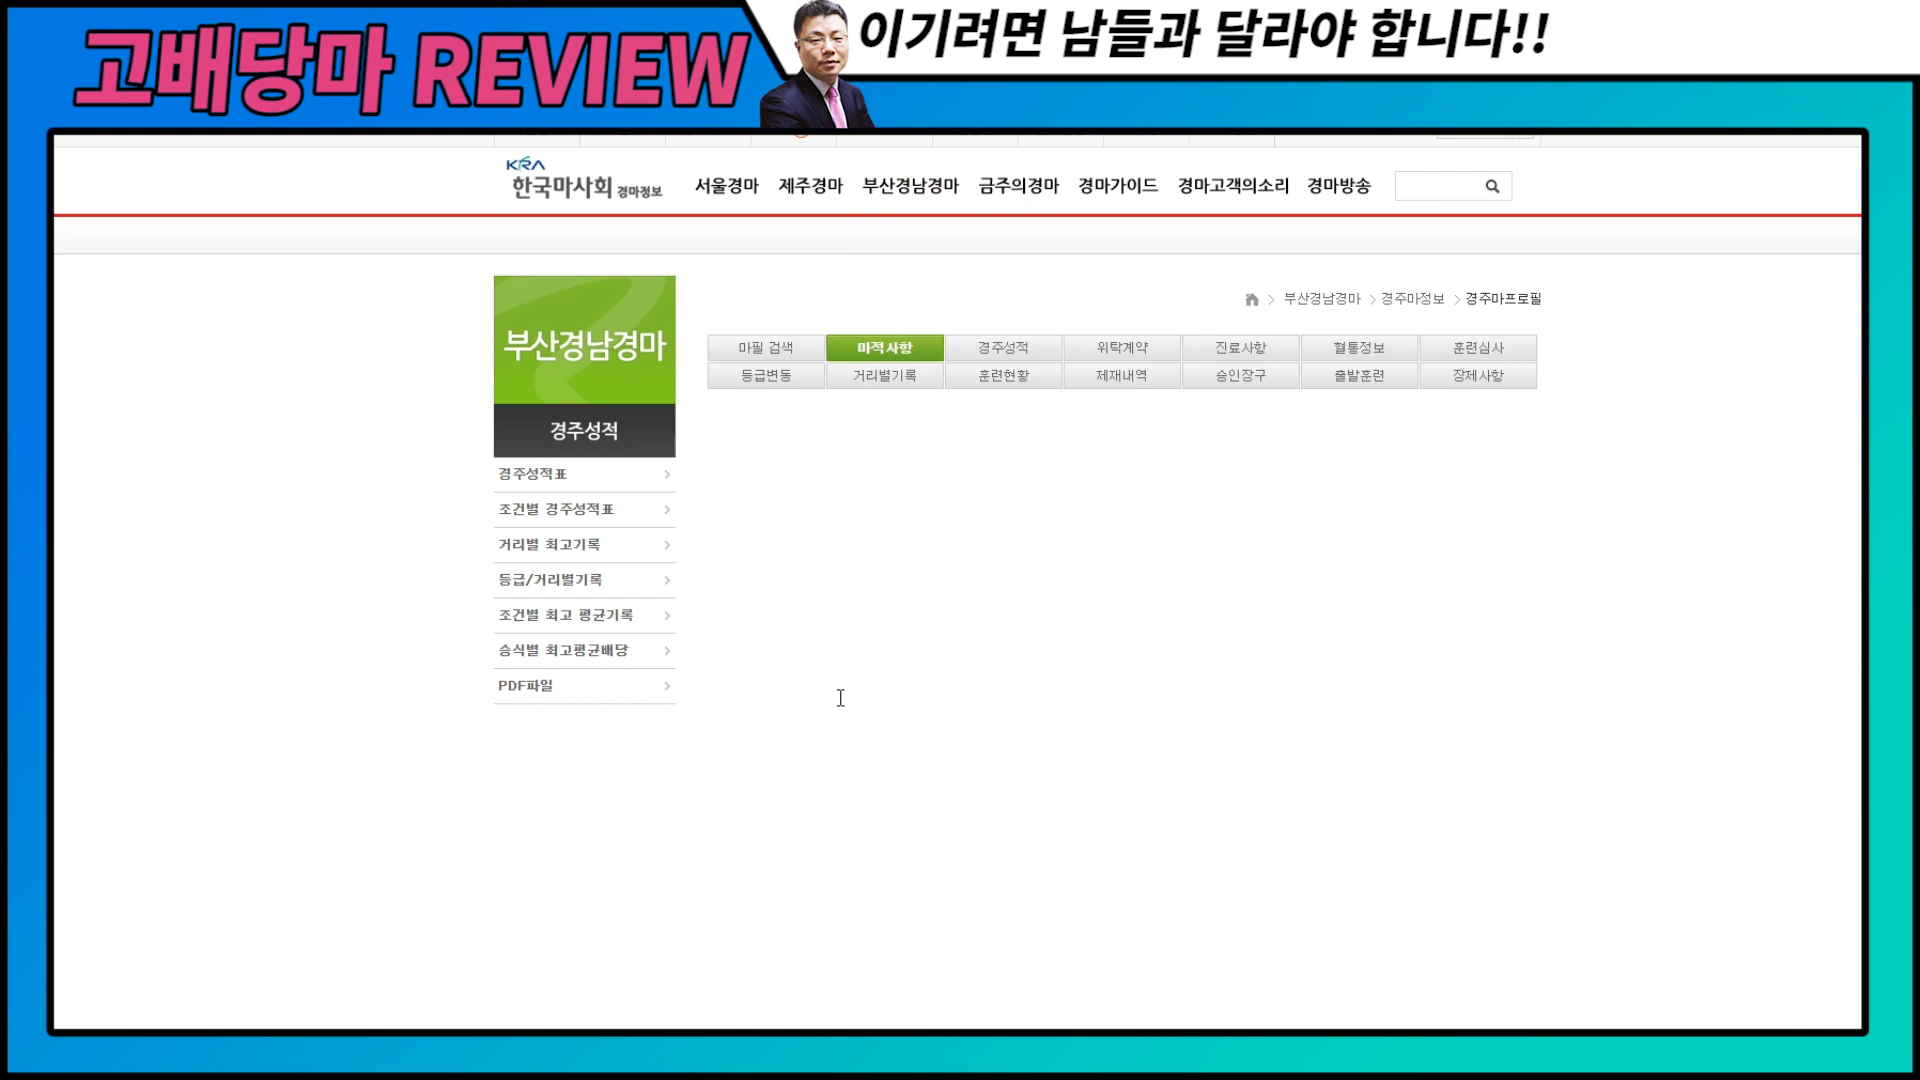 고배당마 REVIEW
이기려면 남들과 달라야 합니다!!
KRA
한국마사회 경마정보
서울경마 제주경마 부산경남경마 금주의경마 경마가이드 경마고객의소리 경마방송
부산경남경마 > 경주마정보 > 경주마프로필
부산경남경마
마필 검색 마적사항 경주성적 위탁계약 진료사항 혈통정보 훈련심사
등급변동 거리별기록 훈련현황 제재내역 승인장구 출발훈련 장제사항
경주성적
경주성적표
조건별 경주성적표
거리별 최고기록
등급/거리별기록
조건별 최고 평균기록
승식별 최고평균배당
PDF파일